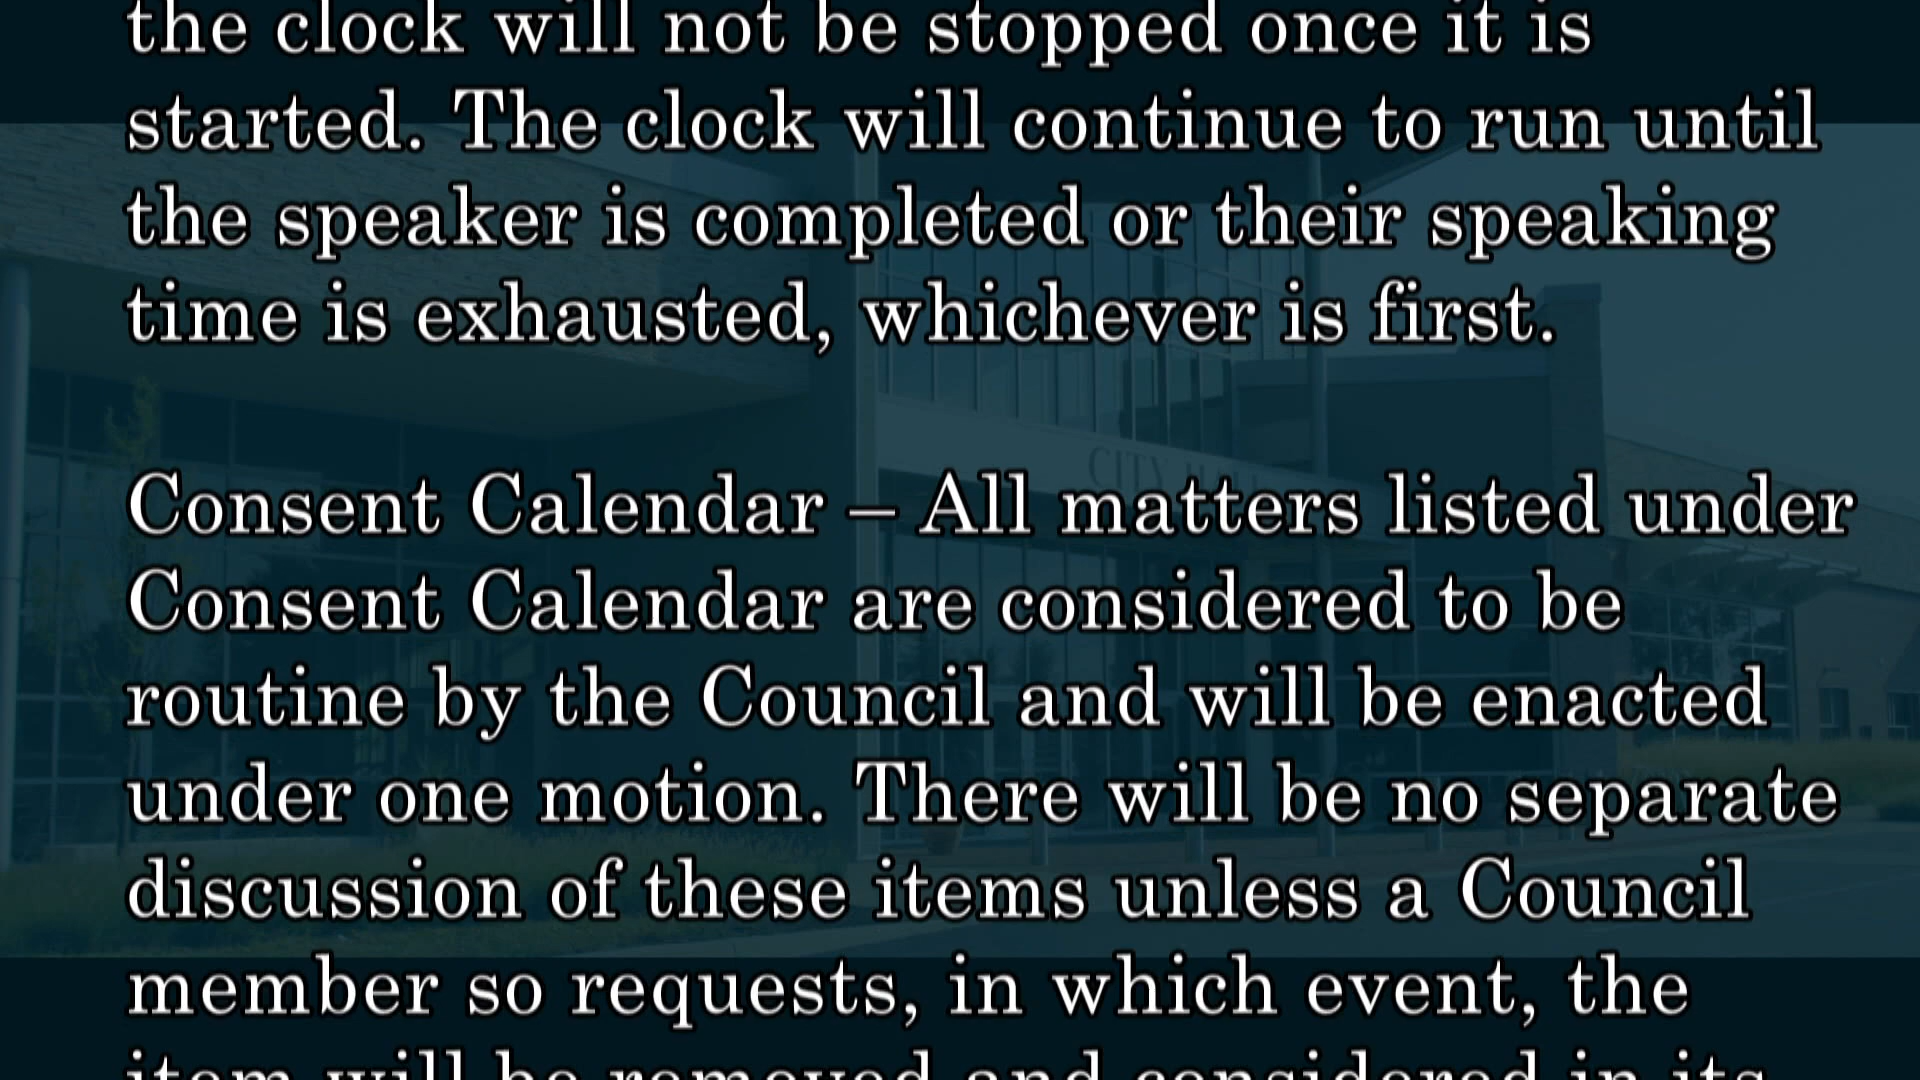 the clock will not be stopped once it is
started. The clock will continue to run until
the speaker is completed or their speaking
time is exhausted, whichever is first.
Consent Calendar – All matters listed under
Consent Calendar are considered to be
routine by the Council and will be enacted
under one motion. There will be no separate
discussion of these items unless a Council
member so requests, in which event, the
item will be removed and considered in its
CITY